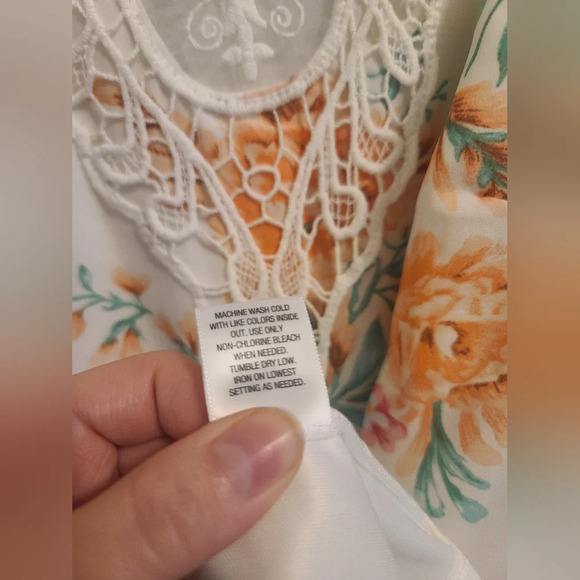 MACHINE WASH COLD
WITH LIKE COLORS INSIDE
OUT. USE ONLY
NON-CHLORINE BLEACH
WHEN NEEDED.
TUMBLE DRY LOW.
IRON ON LOWEST
SETTING AS NEEDED.